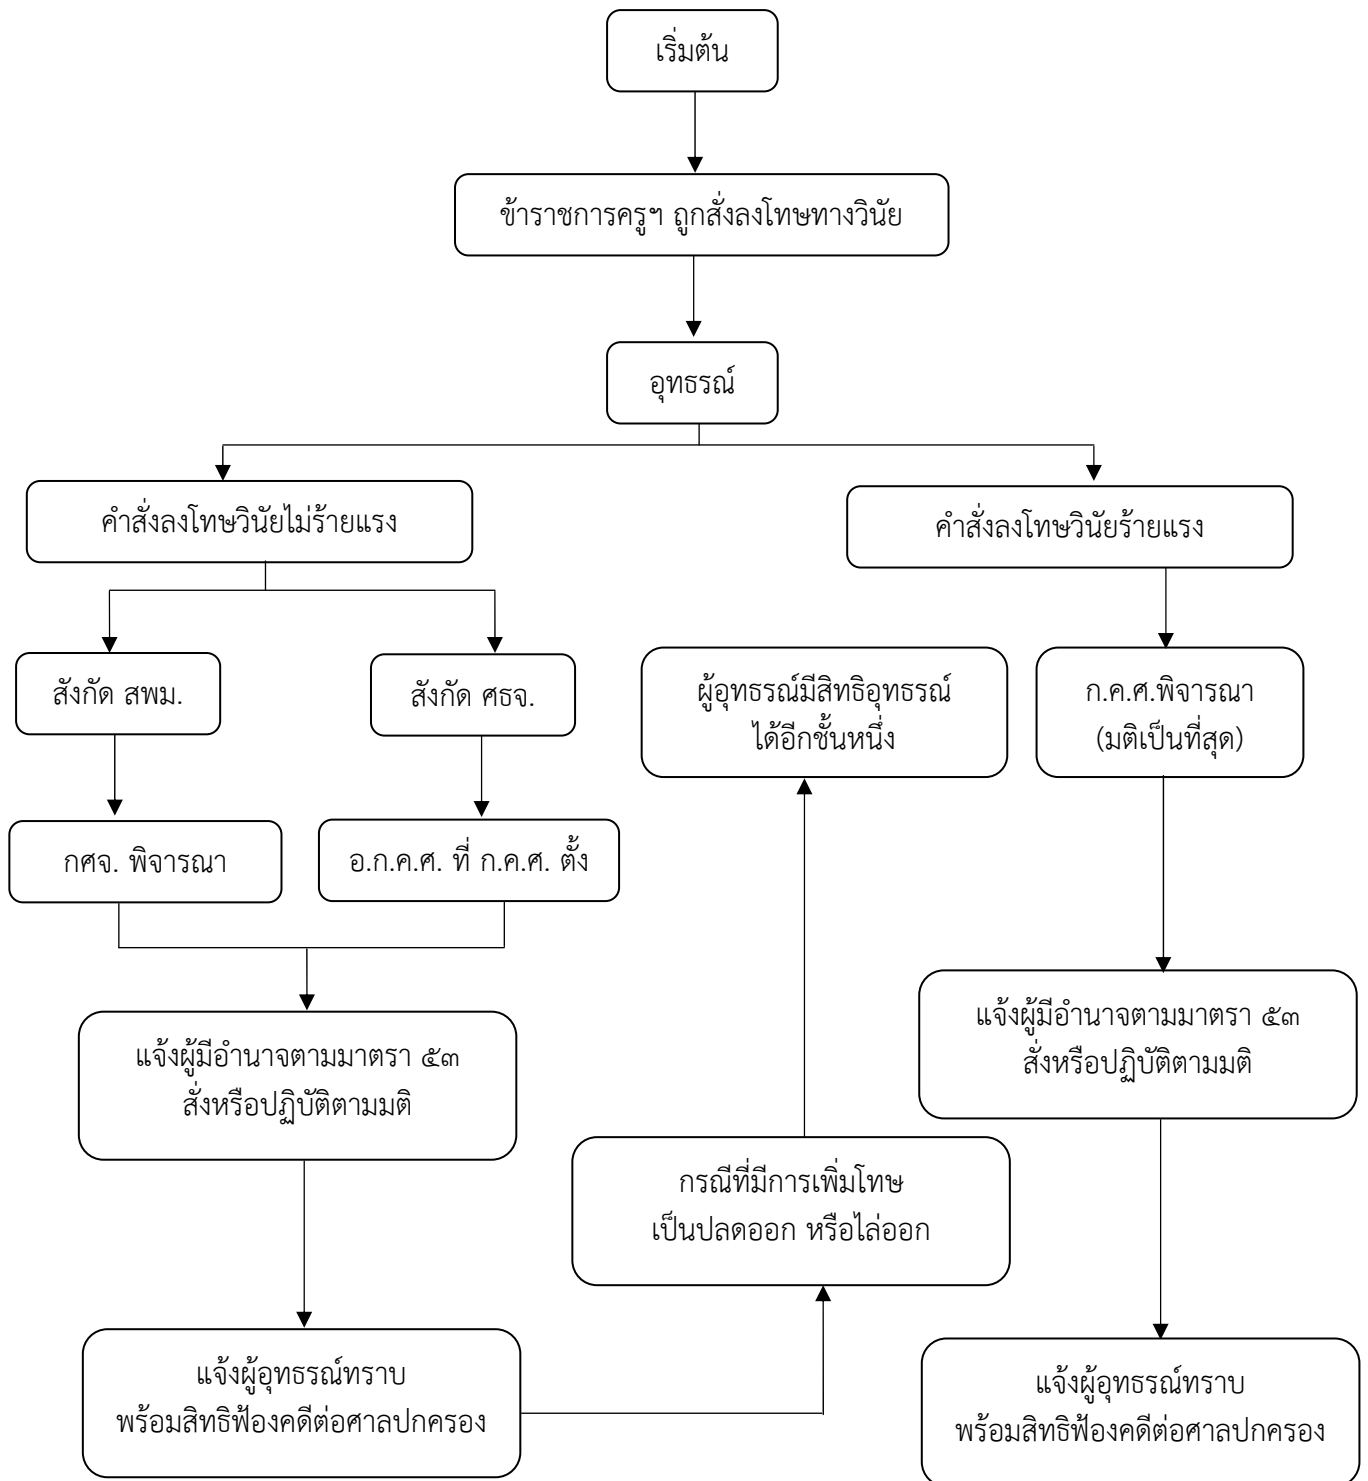 เริ่มต้น
ข้าราชการครูฯ ถูกสั่งลงโทษทางวินัย
อุทธรณ์
คำสั่งลงโทษวินัยไม่ร้ายแรง
คำสั่งลงโทษวินัยร้ายแรง
สังกัด สพม.
สังกัด ศธจ.
ผู้อุทธรณ์มีสิทธิอุทธรณ์
ได้อีกชั้นหนึ่ง
ก.ค.ศ.พิจารณา
(มติเป็นที่สุด)
กศจ. พิจารณา
อ.ก.ค.ศ. ที่ ก.ค.ศ. ตั้ง
แจ้งผู้มีอำนาจตามมาตรา ๕๓
สั่งหรือปฏิบัติตามมติ
แจ้งผู้มีอำนาจตามมาตรา ๕๓
สั่งหรือปฏิบัติตามมติ
กรณีที่มีการเพิ่มโทษ
เป็นปลดออก หรือไล่ออก
แจ้งผู้อุทธรณ์ทราบ
พร้อมสิทธิฟ้องคดีต่อศาลปกครอง
แจ้งผู้อุทธรณ์ทราบ
พร้อมสิทธิฟ้องคดีต่อศาลปกครอง